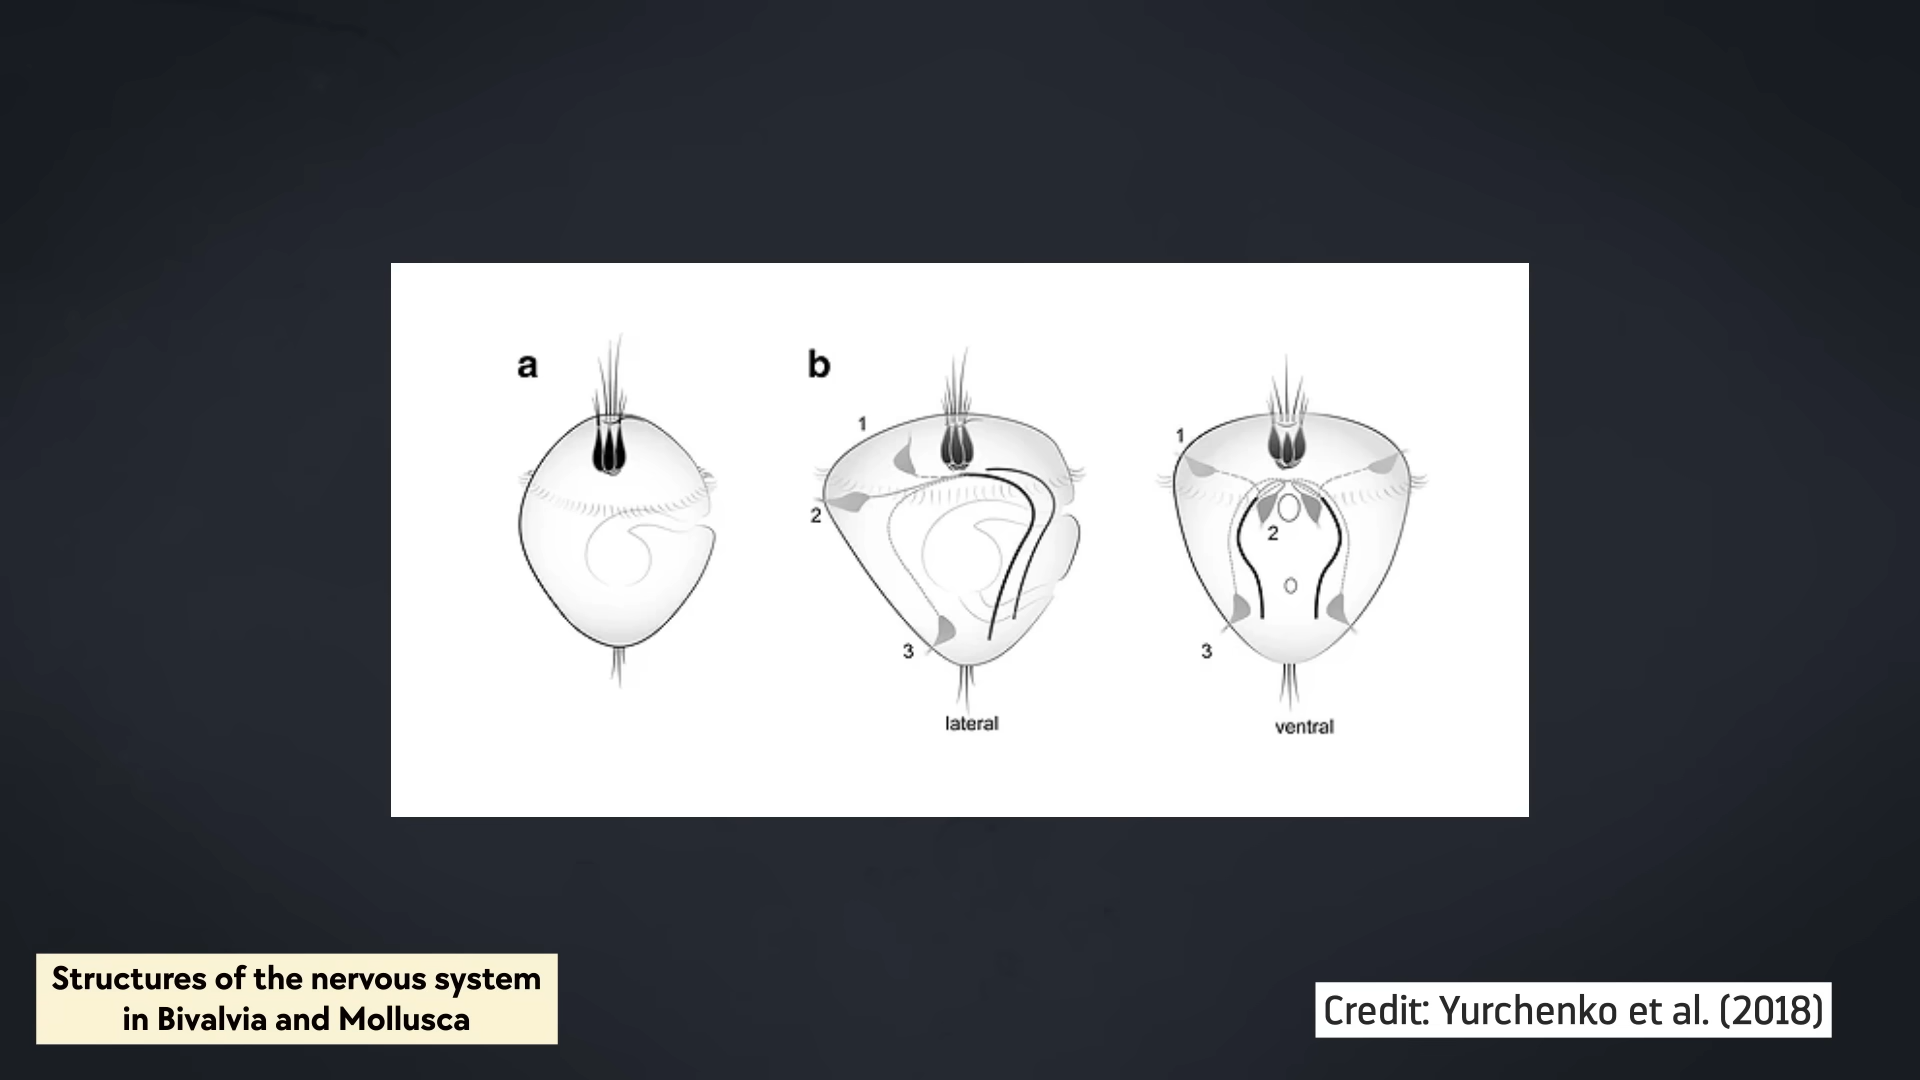 a
b
1
2
3
lateral
1
2
3
ventral
Structures of the nervous system
in Bivalvia and Mollusca
Credit: Yurchenko et al. (2018)